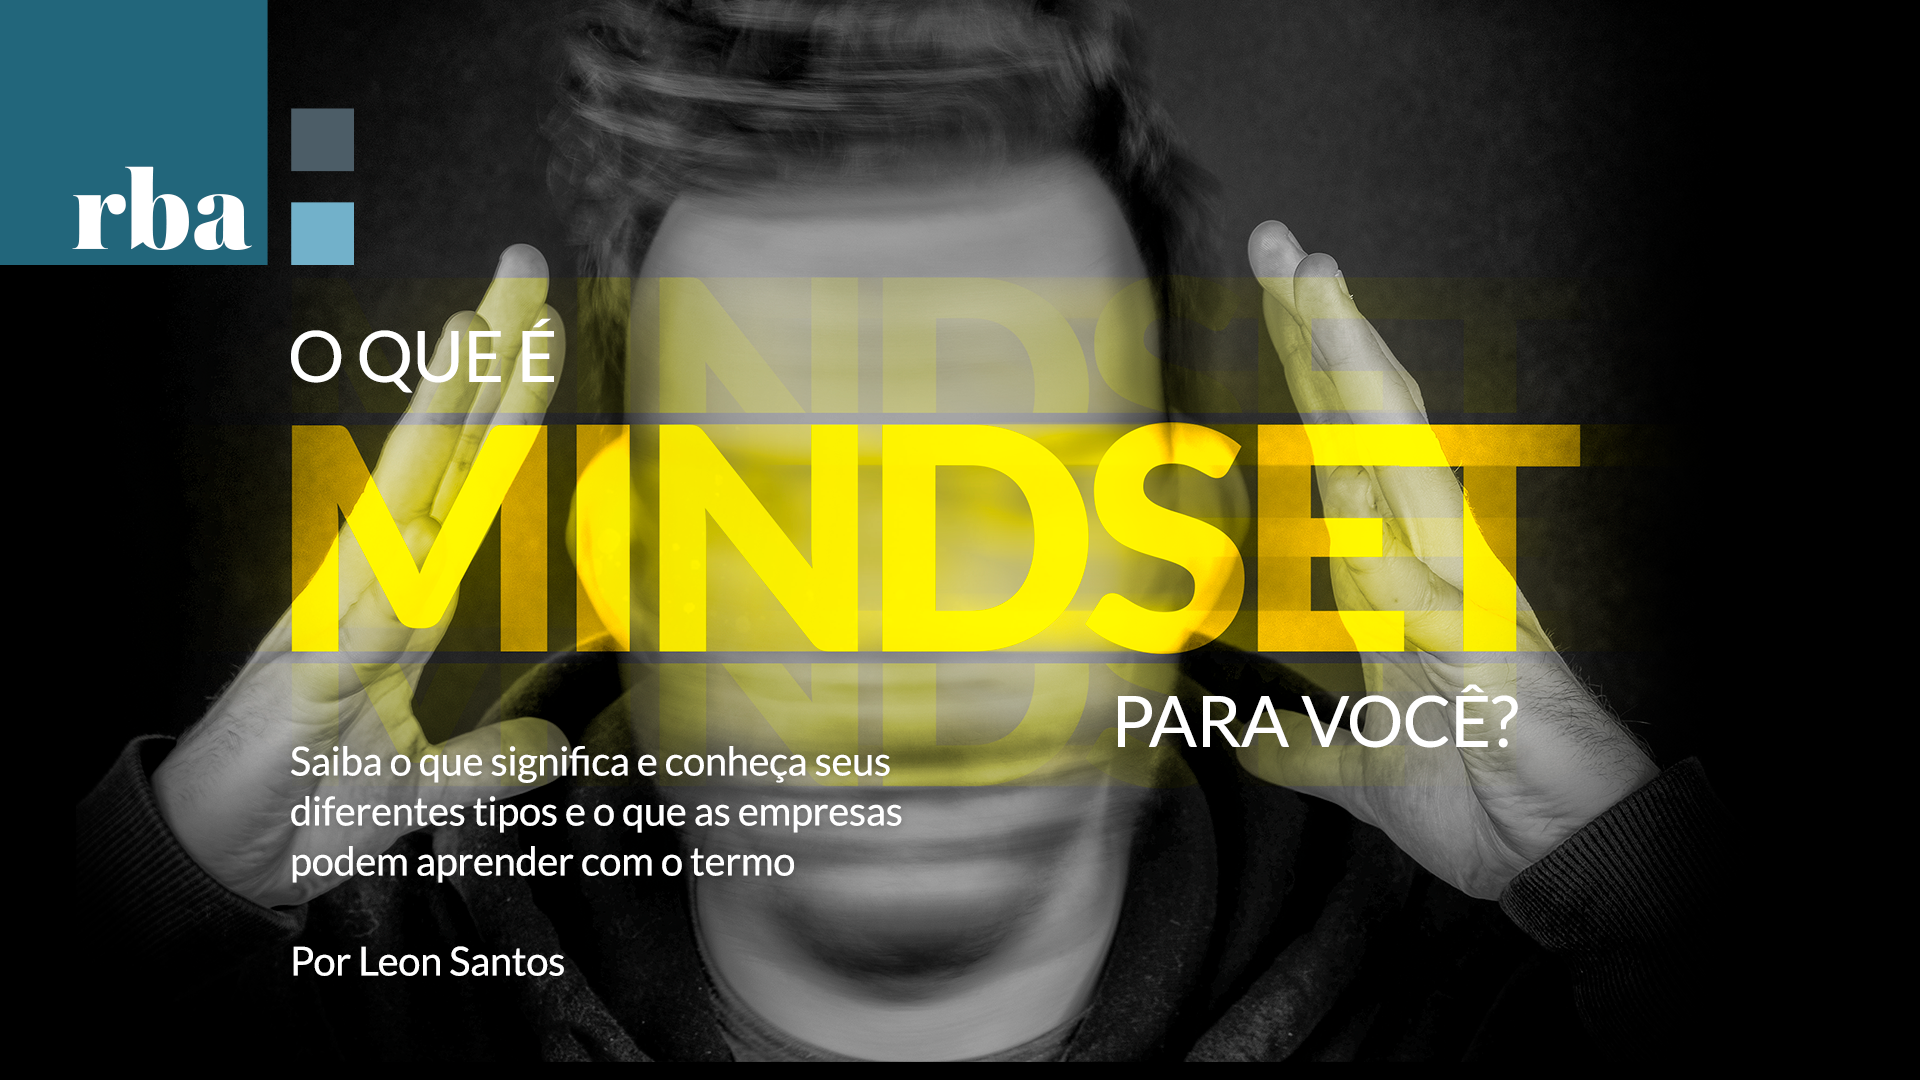 rba
O QUE É
MINDSET
PARA VOCÊ?
Saiba o que significa e conheça seus
diferentes tipos e o que as empresas
podem aprender com o termo
Por Leon Santos